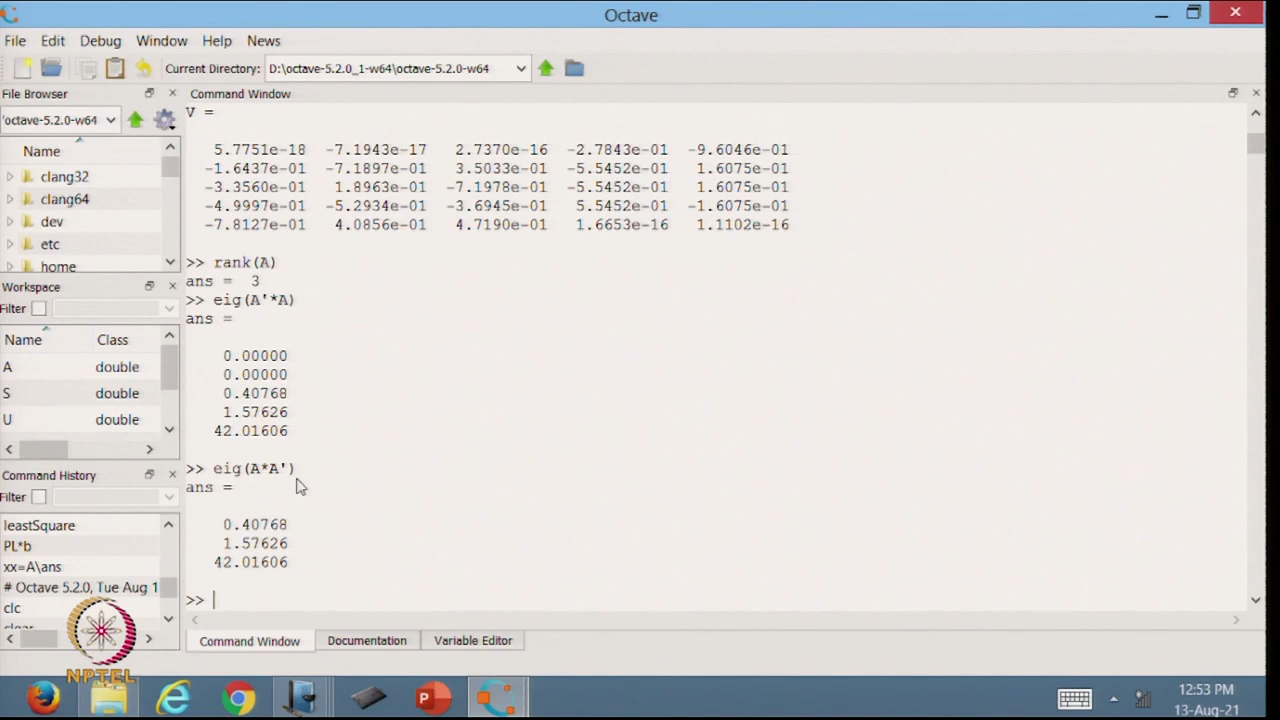 Octave
File Edit Debug Window Help News
Current Directory: D:\octave-5.2.0_1-w64\octave-5.2.0-w64
File Browser
Command Window
'octave-5.2.0-w64
Name
clang32
clang64
dev
etc
home
Workspace
Filter
Name Class
A double
S double
U double
Command History
Filter
leastSquare
PL*b
xx=A\ans
# Octave 5.2.0, Tue Aug 1
clc
V =
5.7751e-18 -7.1943e-17 2.7370e-16 -2.7843e-01 -9.6046e-01
-1.6437e-01 -7.1897e-01 3.5033e-01 -5.5452e-01 1.6075e-01
-3.3560e-01 1.8963e-01 -7.1978e-01 -5.5452e-01 1.6075e-01
-4.9997e-01 -5.2934e-01 -3.6945e-01 5.5452e-01 -1.6075e-01
-7.8127e-01 4.0856e-01 4.7190e-01 1.6653e-16 1.1102e-16
>> rank(A)
ans = 3
>> eig(A'*A)
ans =
0.00000
0.00000
0.40768
1.57626
42.01606
>> eig(A*A')
ans =
0.40768
1.57626
42.01606
>>
Command Window Documentation Variable Editor
NPTEL
12:53 PM
13-Aug-21